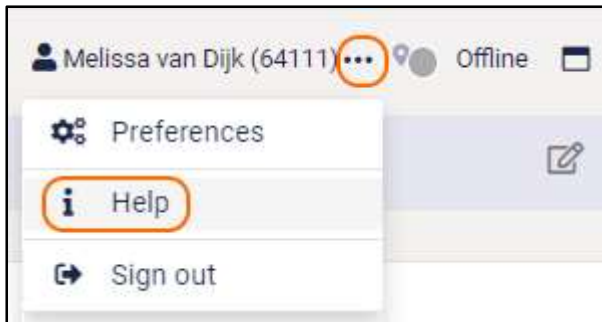 Melissa van Dijk (64111) ••• Offline
Preferences
Help
Sign out